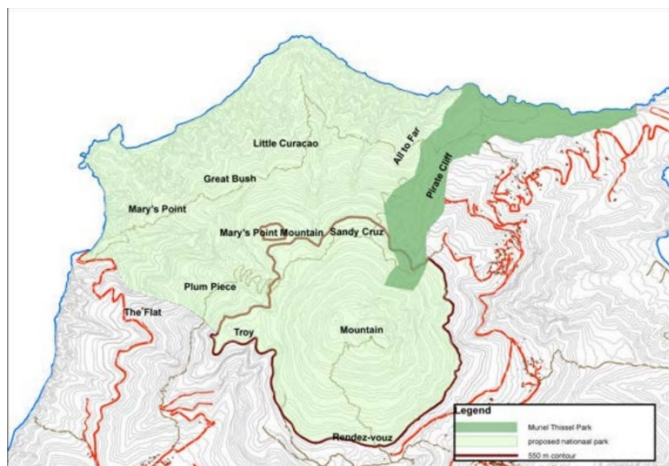 Little Curaçao
All to Far
Great Bush
Pirate Cliff
Mary's Point
Mary's Point Mountain
Sandy Cruz
Plum Piece
The Flat
Troy
Mountain
Rendez-vouz
Legend
Muriel Thissel Park
proposed nationaal park
550 m contour